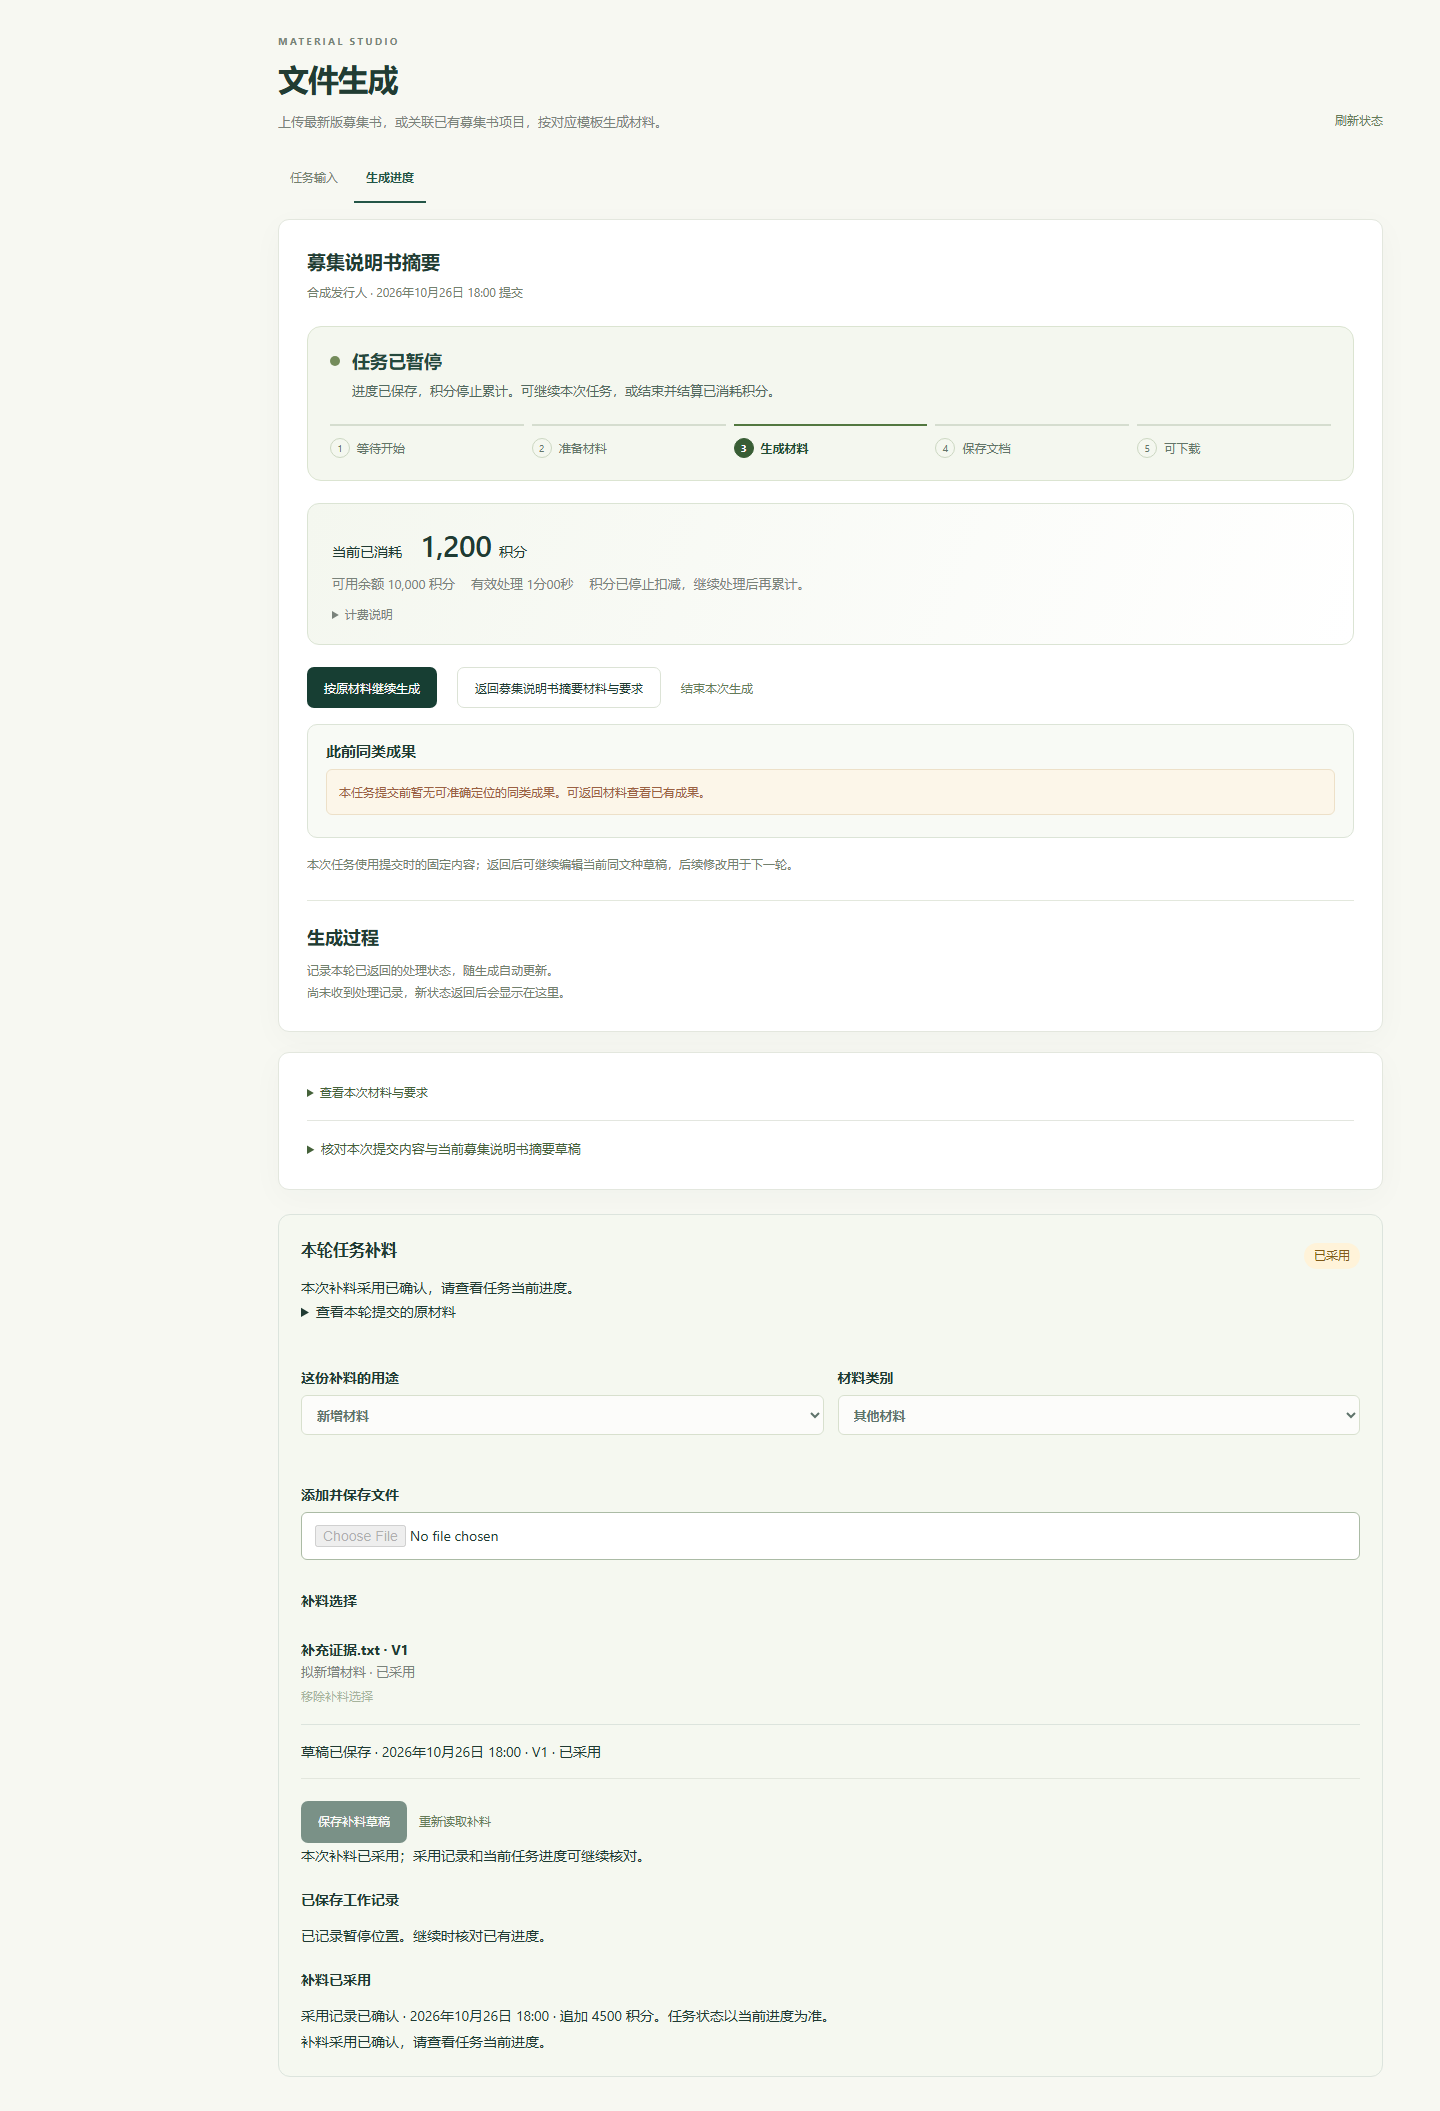 MATERIAL STUDIO
文件生成
上传最新版募集书，或关联已有募集书项目，按对应模板生成材料。
刷新状态
任务输入
生成进度
募集说明书摘要
合成发行人 · 2026年10月26日 18:00 提交
任务已暂停
进度已保存，积分停止累计。可继续本次任务，或结束并结算已消耗积分。
1 等待开始
2 准备材料
3 生成材料
4 保存文档
5 可下载
当前已消耗 1,200 积分
可用余额 10,000 积分 有效处理 1分00秒 积分已停止扣减，继续处理后再累计。
▶ 计费说明
按原材料继续生成
返回募集说明书摘要材料与要求
结束本次生成
此前同类成果
本任务提交前暂无可准确定位的同类成果。可返回材料查看已有成果。
本次任务使用提交时的固定内容；返回后可继续编辑当前同文种草稿，后续修改用于下一轮。
生成过程
记录本轮已返回的处理状态，随生成自动更新。
尚未收到处理记录，新状态返回后会显示在这里。
▶ 查看本次材料与要求
▶ 核对本次提交内容与当前募集说明书摘要草稿
本轮任务补料
已采用
本次补料采用已确认，请查看任务当前进度。
▶ 查看本轮提交的原材料
这份补料的用途
材料类别
新增材料
其他材料
添加并保存文件
Choose File No file chosen
补料选择
补充证据.txt · V1
拟新增材料 · 已采用
移除补料选择
草稿已保存 · 2026年10月26日 18:00 · V1 · 已采用
保存补料草稿
重新读取补料
本次补料已采用；采用记录和当前任务进度可继续核对。
已保存工作记录
已记录暂停位置。继续时核对已有进度。
补料已采用
采用记录已确认 · 2026年10月26日 18:00 · 追加 4500 积分。任务状态以当前进度为准。
补料采用已确认，请查看任务当前进度。